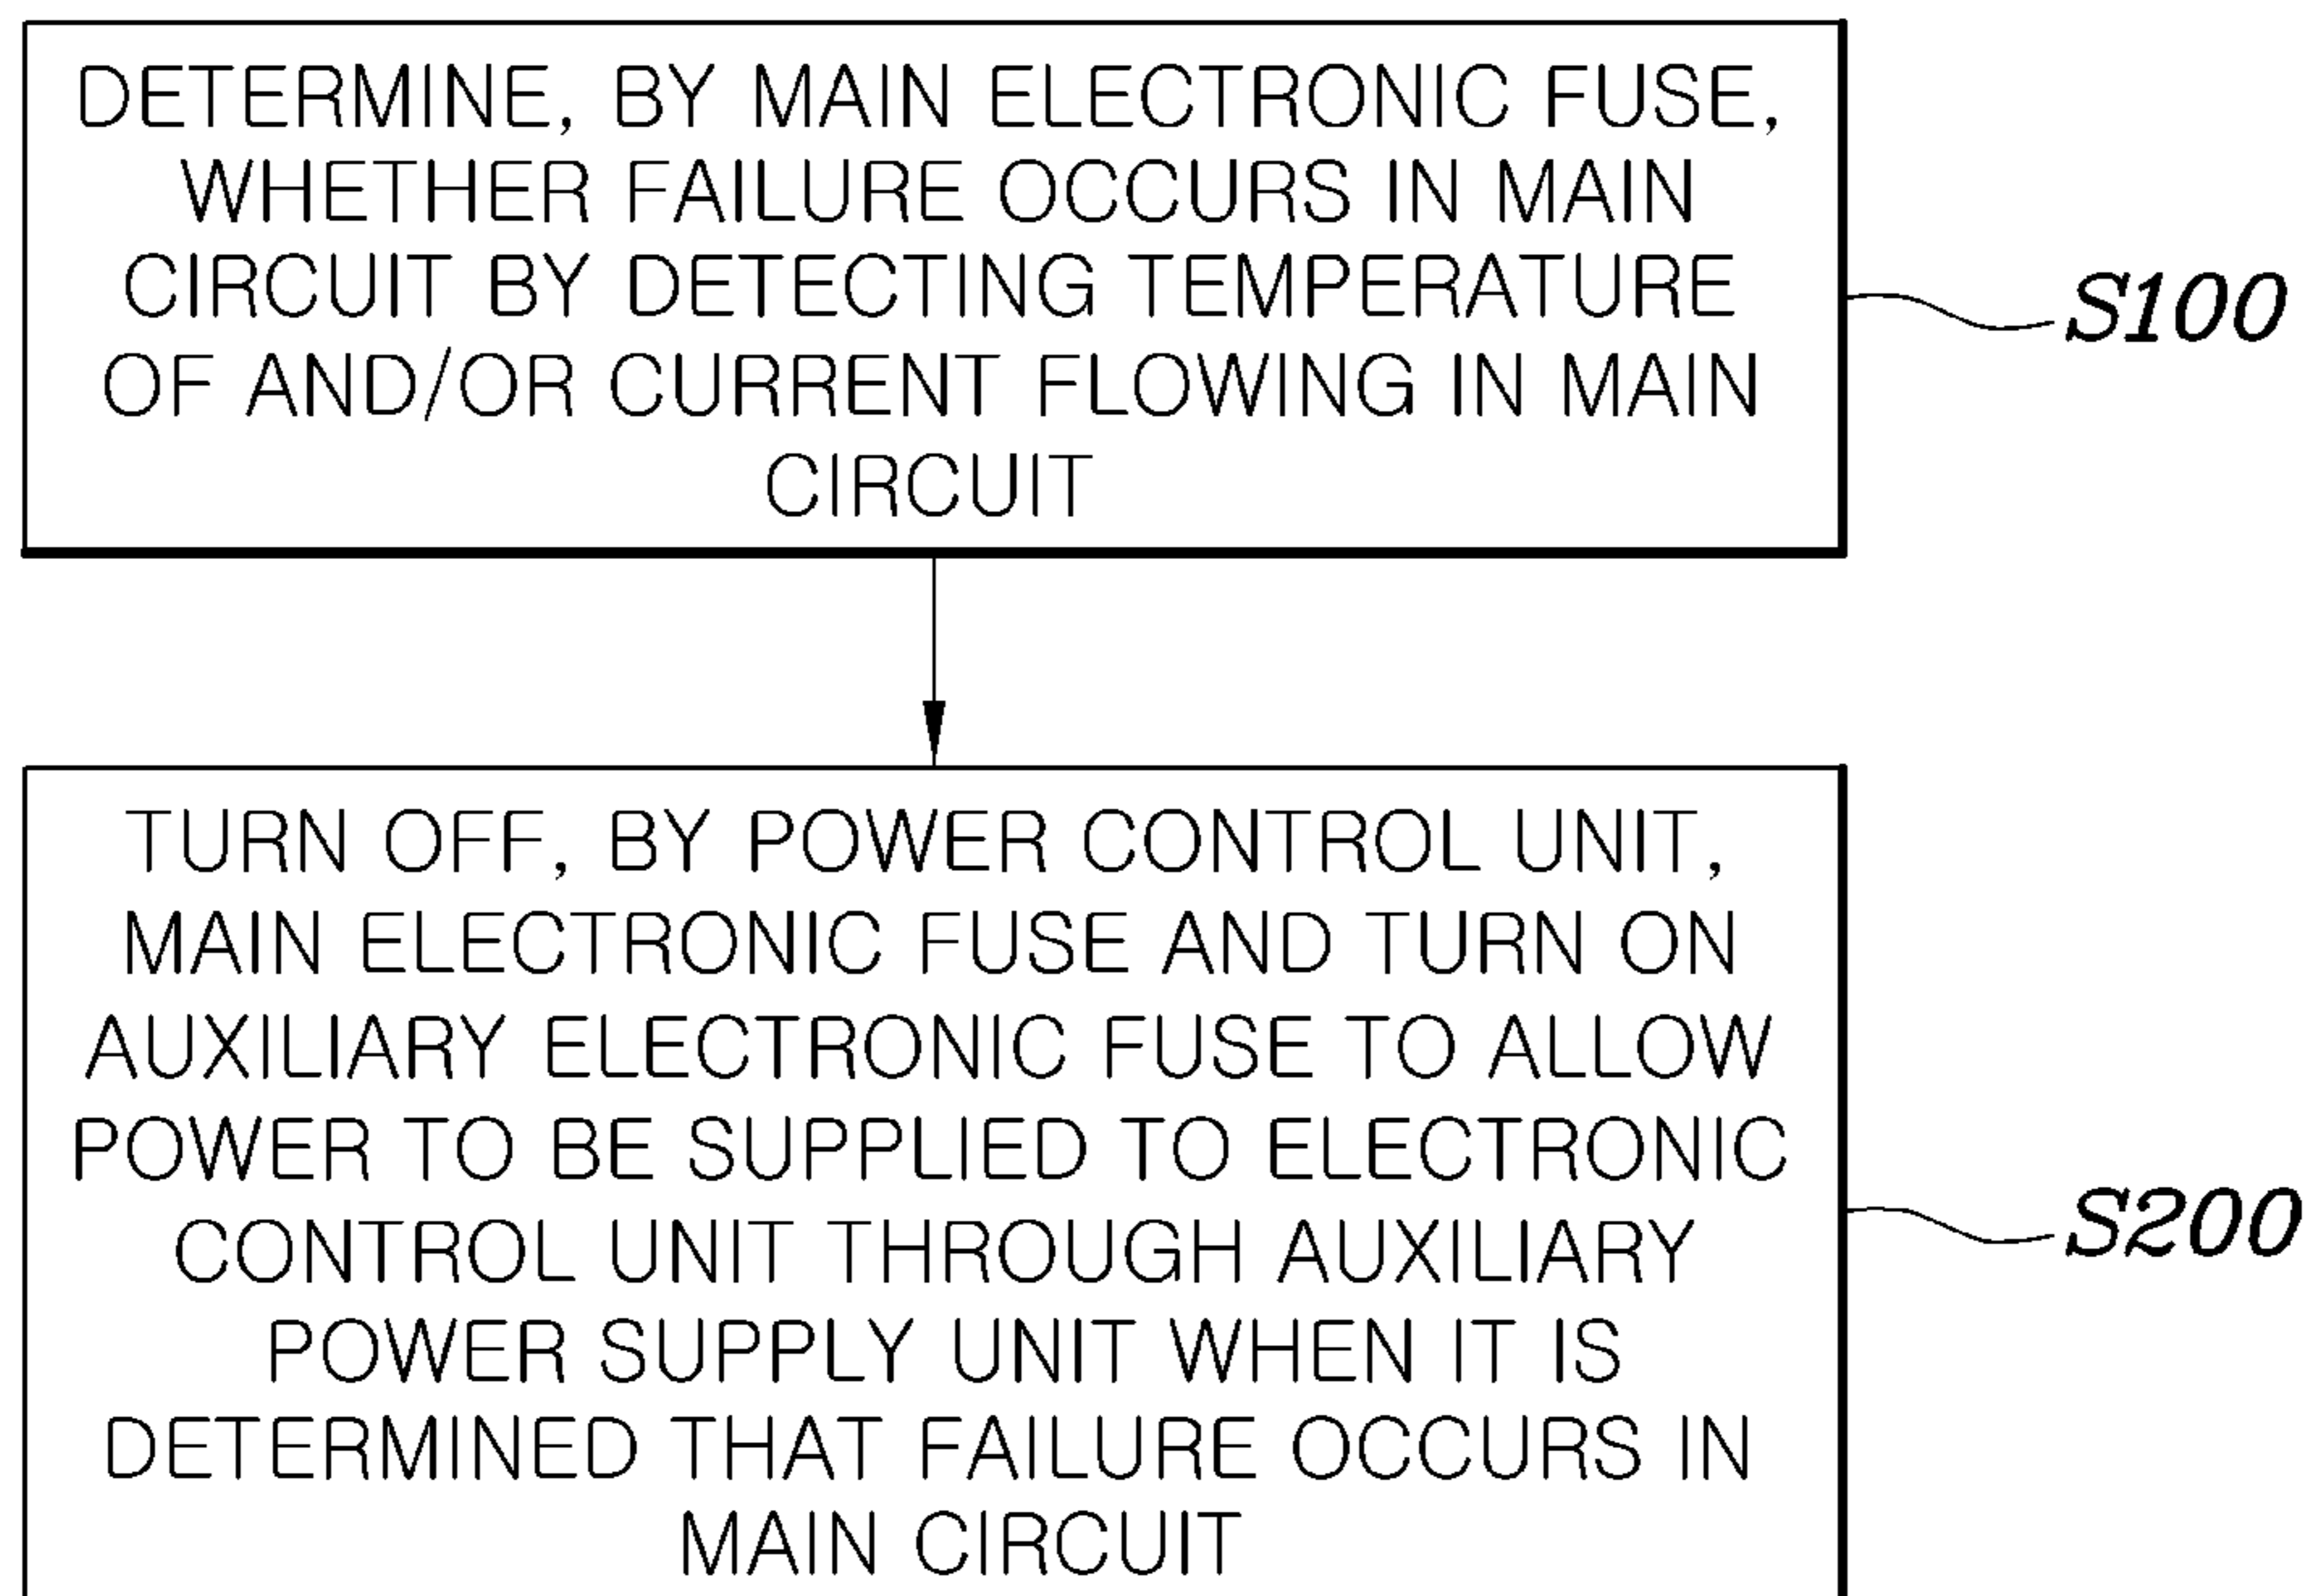 DETERMINE, BY MAIN ELECTRONIC FUSE,
WHETHER FAILURE OCCURS IN MAIN
CIRCUIT BY DETECTING TEMPERATURE
OF AND/OR CURRENT FLOWING IN MAIN
CIRCUIT
S100
TURN OFF, BY POWER CONTROL UNIT,
MAIN ELECTRONIC FUSE AND TURN ON
AUXILIARY ELECTRONIC FUSE TO ALLOW
POWER TO BE SUPPLIED TO ELECTRONIC
CONTROL UNIT THROUGH AUXILIARY
POWER SUPPLY UNIT WHEN IT IS
DETERMINED THAT FAILURE OCCURS IN
MAIN CIRCUIT
S200